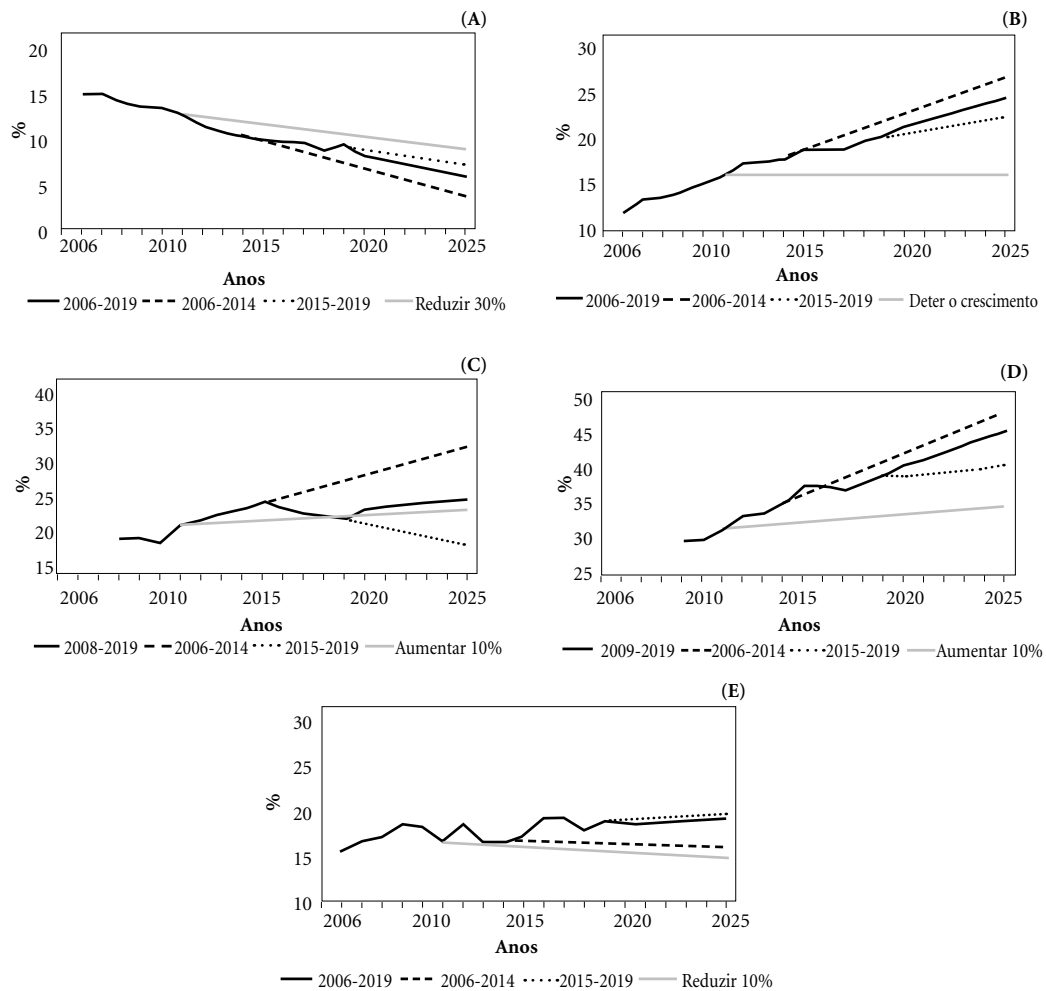 (A)
20
15
10
5
0
%
2006 2010 2015 2020 2025
Anos
2006-2019 2006-2014 2015-2019 Reduzir 30%
(B)
30
25
20
15
10
%
2006 2010 2015 2020 2025
Anos
2006-2019 2006-2014 2015-2019 Deter o crescimento
(C)
40
35
30
25
20
15
%
2006 2010 2015 2020 2025
Anos
2008-2019 2006-2014 2015-2019 Aumentar 10%
(D)
50
45
40
35
30
25
%
2006 2010 2015 2020 2025
Anos
2009-2019 2006-2014 2015-2019 Aumentar 10%
(E)
30
25
20
15
10
%
2006 2010 2015 2020 2025
Anos
2006-2019 2006-2014 2015-2019 Reduzir 10%